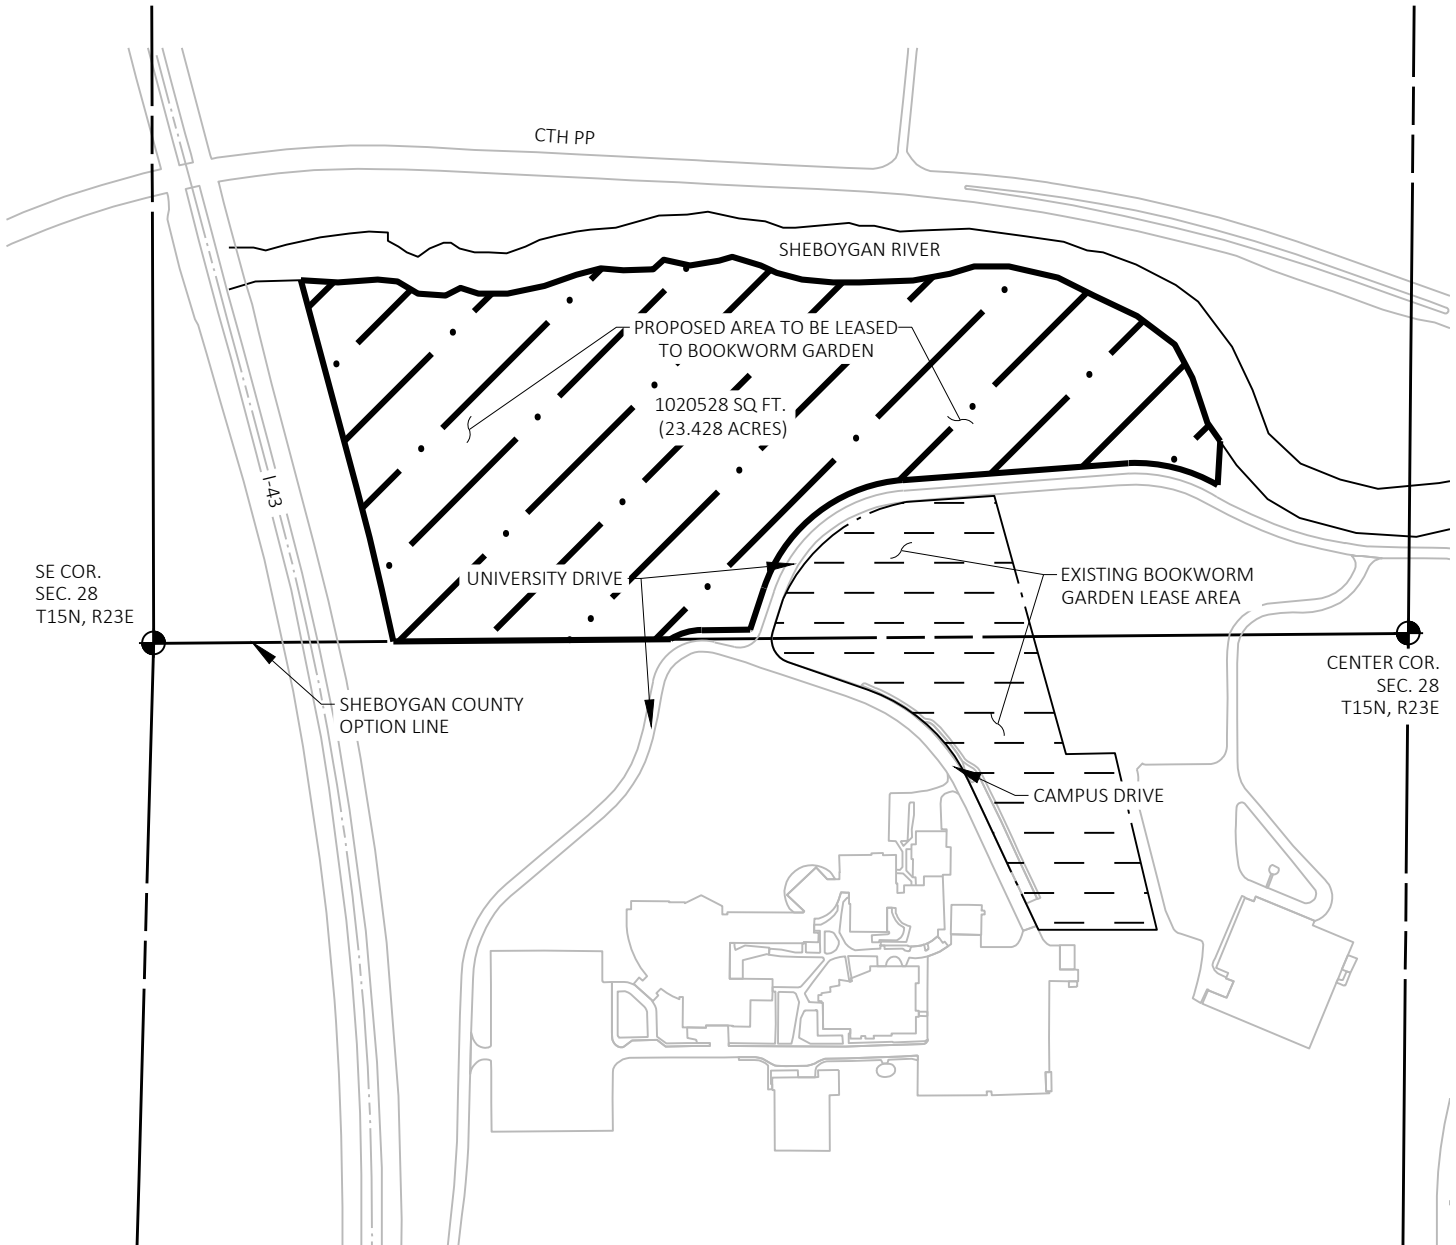 CTH PP
SHEBOYGAN RIVER
PROPOSED AREA TO BE LEASED
TO BOOKWORM GARDEN
1020528 SQ FT.
(23.428 ACRES)
I-43
SE COR.
SEC. 28
T15N, R23E
UNIVERSITY DRIVE
EXISTING BOOKWORM
GARDEN LEASE AREA
CENTER COR.
SEC. 28
T15N, R23E
SHEBOYGAN COUNTY
OPTION LINE
CAMPUS DRIVE